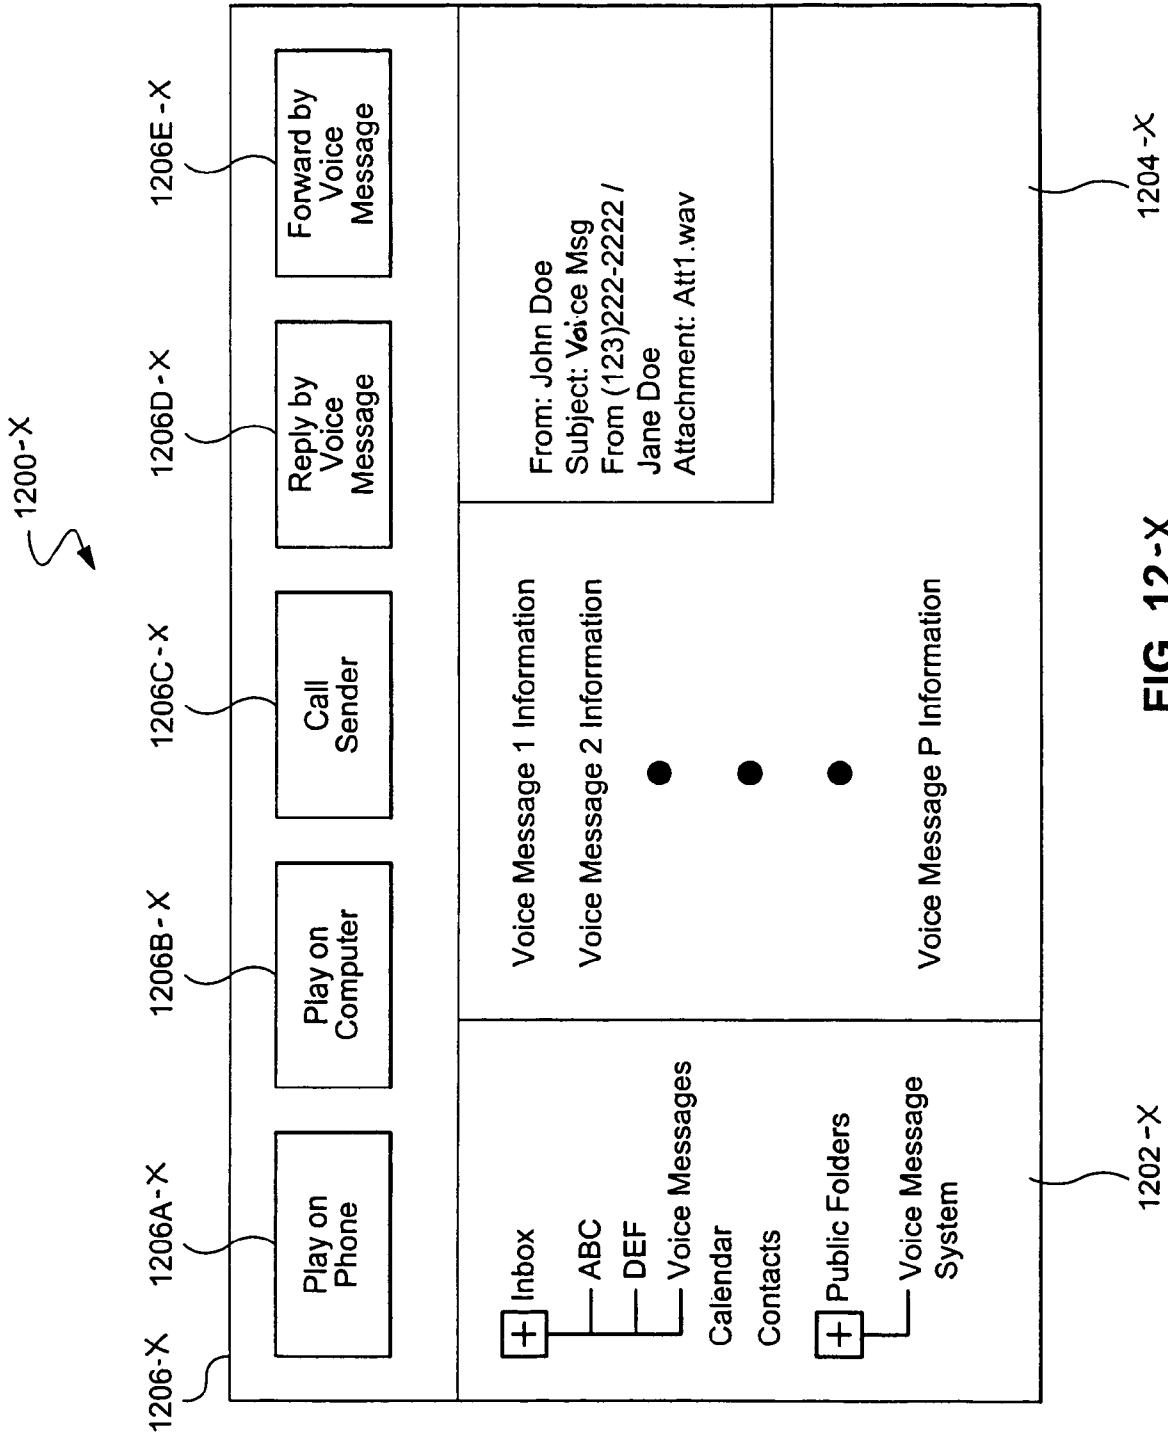 1200-X
1206-X
1206A-X
1206B-X
1206C-X
1206D-X
1206E-X
Play on
Phone
Play on
Computer
Call
Sender
Reply by
Voice
Message
Forward by
Voice
Message
Inbox
ABC
DEF
Voice Messages
Calendar
Contacts
Public Folders
Voice Message
System
Voice Message 1 Information
Voice Message 2 Information
Voice Message P Information
From: John Doe
Subject: Voice Msg
From (123)222-2222 /
Jane Doe
Attachment: Att1.wav
1202-X
1204-X
FIG. 12-X